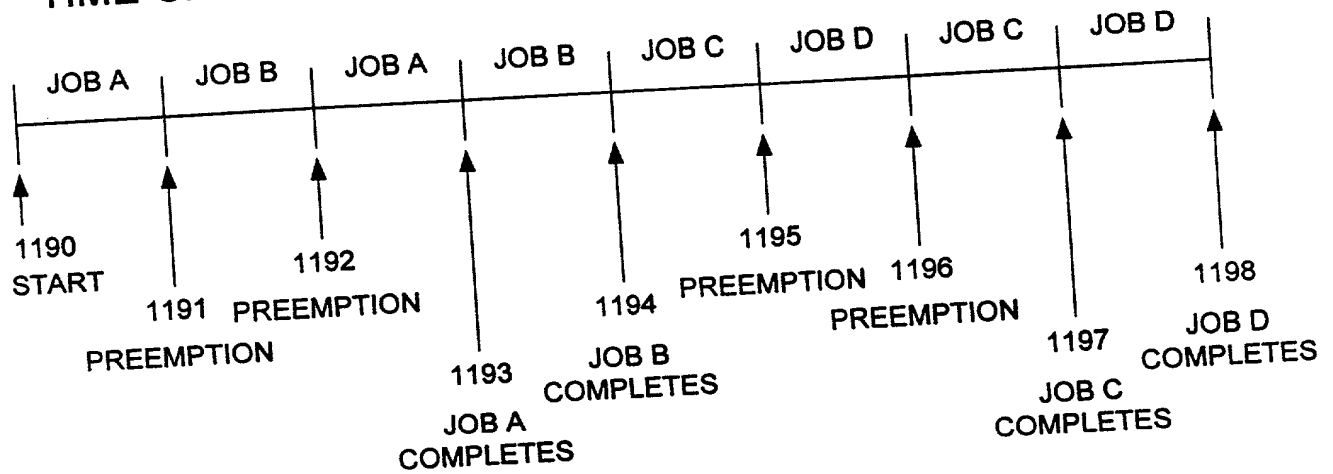 JOB A
JOB B
JOB A
JOB B
JOB C
JOB D
JOB C
JOB D
1190
START
1191
PREEMPTION
1192
PREEMPTION
1193
JOB A
COMPLETES
1194
JOB B
COMPLETES
1195
PREEMPTION
1196
PREEMPTION
1197
JOB C
COMPLETES
1198
JOB D
COMPLETES